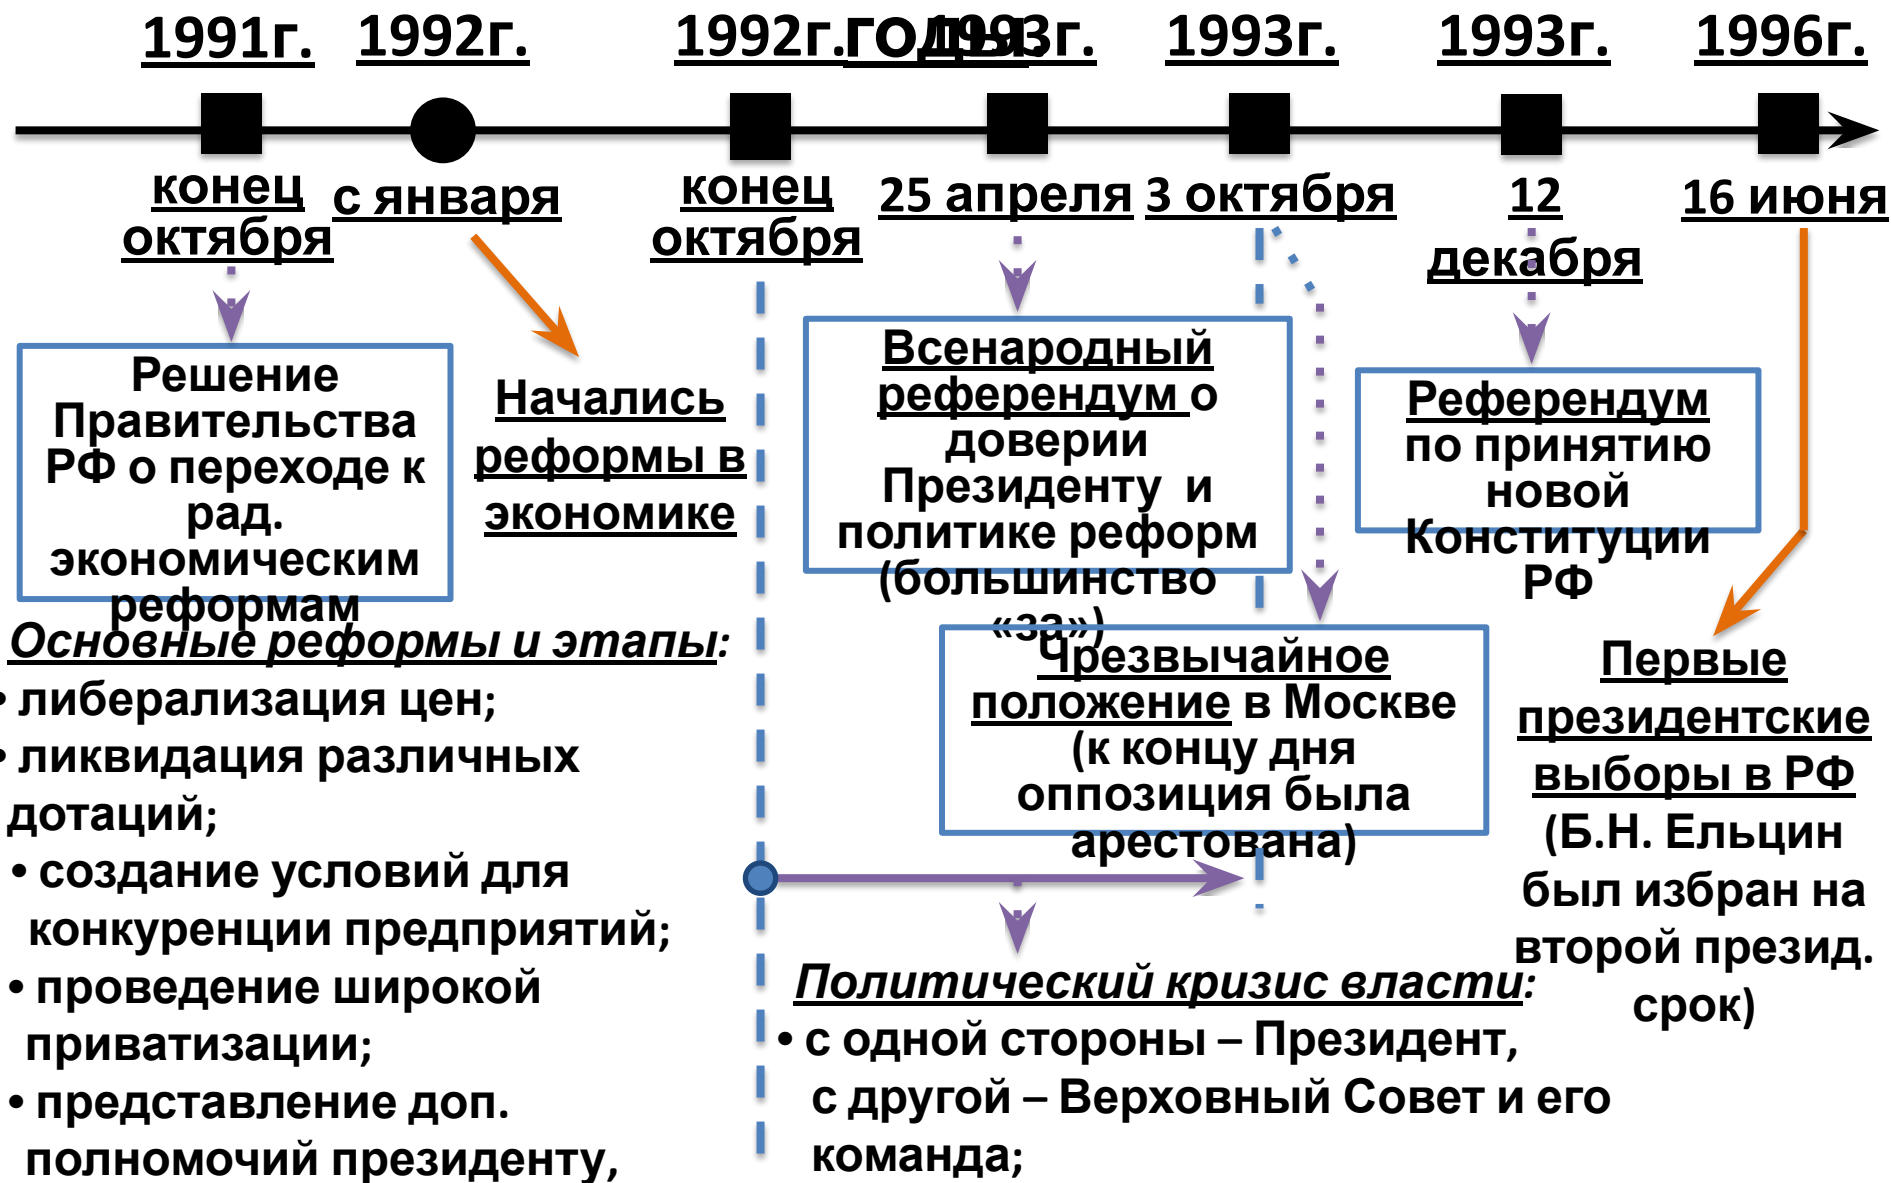 годы.
1991г.
1992г.
1992г.
1993г.
1993г.
1993г.
1996г.
конец
октября
с января
конец
октября
25 апреля
3 октября
12
декабря
16 июня
Решение
Правительства
РФ о переходе к
рад.
экономическим
реформам
Начались
реформы в
экономике
Всенародный
референдум о
доверии
Президенту и
политике реформ
(большинство
«за»)
Референдум
по принятию
новой
Конституции
РФ
Чрезвычайное
положение в Москве
(к концу дня
оппозиция была
арестована)
Первые
президентские
выборы в РФ
(Б.Н. Ельцин
был избран на
второй презид.
срок)
Основные реформы и этапы:
• либерализация цен;
• ликвидация различных
дотаций;
• создание условий для
конкуренции предприятий;
• проведение широкой
приватизации;
• представление доп.
полномочий президенту,
Политический кризис власти:
• с одной стороны – Президент,
с другой – Верховный Совет и его
команда;